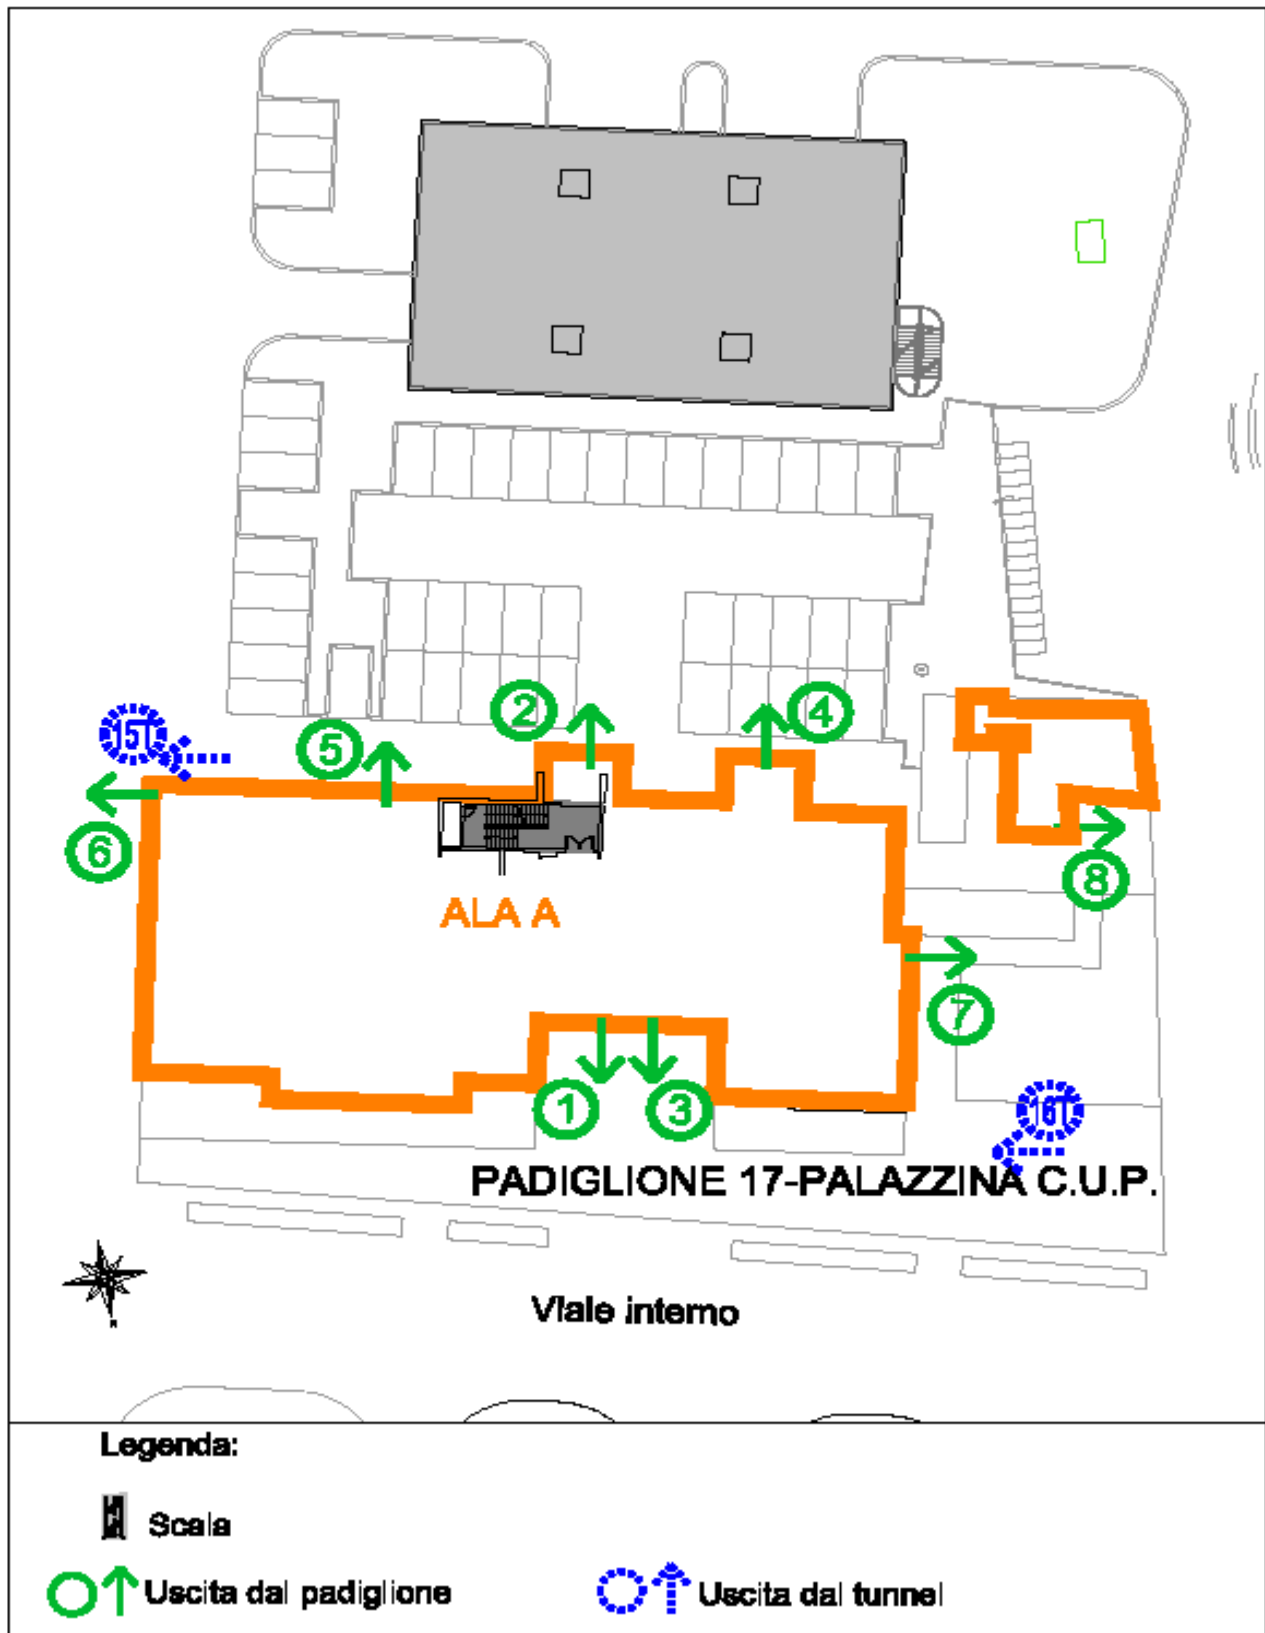 2
4
15T
5
6
8
ALA A
7
1
3
16T
PADIGLIONE 17-PALAZZINA C.U.P.
Viale interno
Legenda:
Scala
Uscita dal padiglione
Uscita dal tunnel